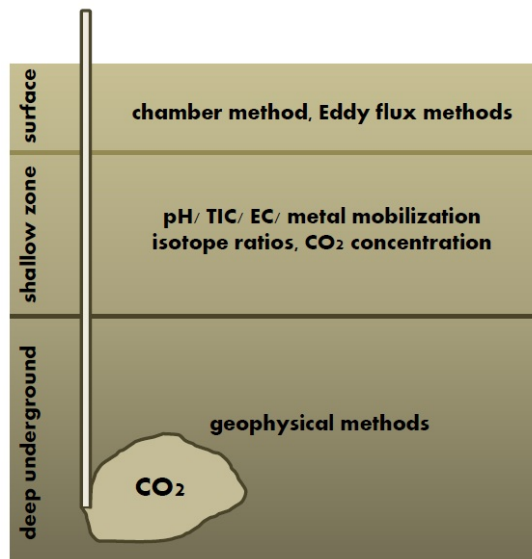 surface
chamber method, Eddy flux methods
shallow zone
pH/ TIC/ EC/ metal mobilization
isotope ratios, CO₂ concentration
deep underground
geophysical methods
CO₂